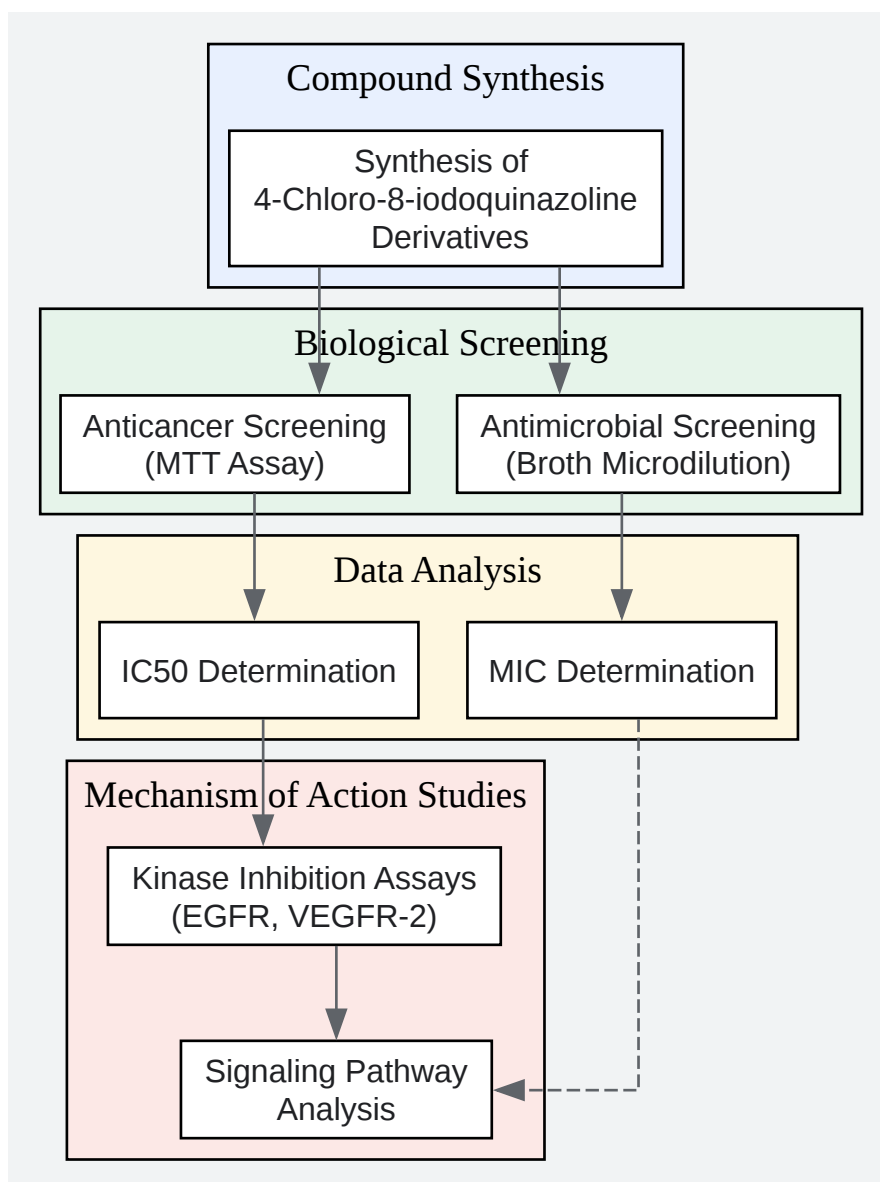 Compound Synthesis
Synthesis of
4-Chloro-8-iodoquinazoline
Derivatives
Biological Screening
Anticancer Screening
(MTT Assay)
Antimicrobial Screening
(Broth Microdilution)
Data Analysis
IC50 Determination
MIC Determination
Mechanism of Action Studies
Kinase Inhibition Assays
(EGFR, VEGFR-2)
Signaling Pathway
Analysis